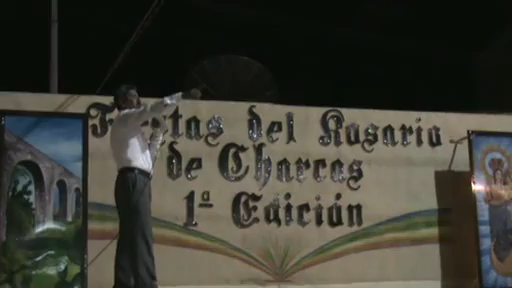 Fiestas del Rosario
de Charcas
1ª Edición